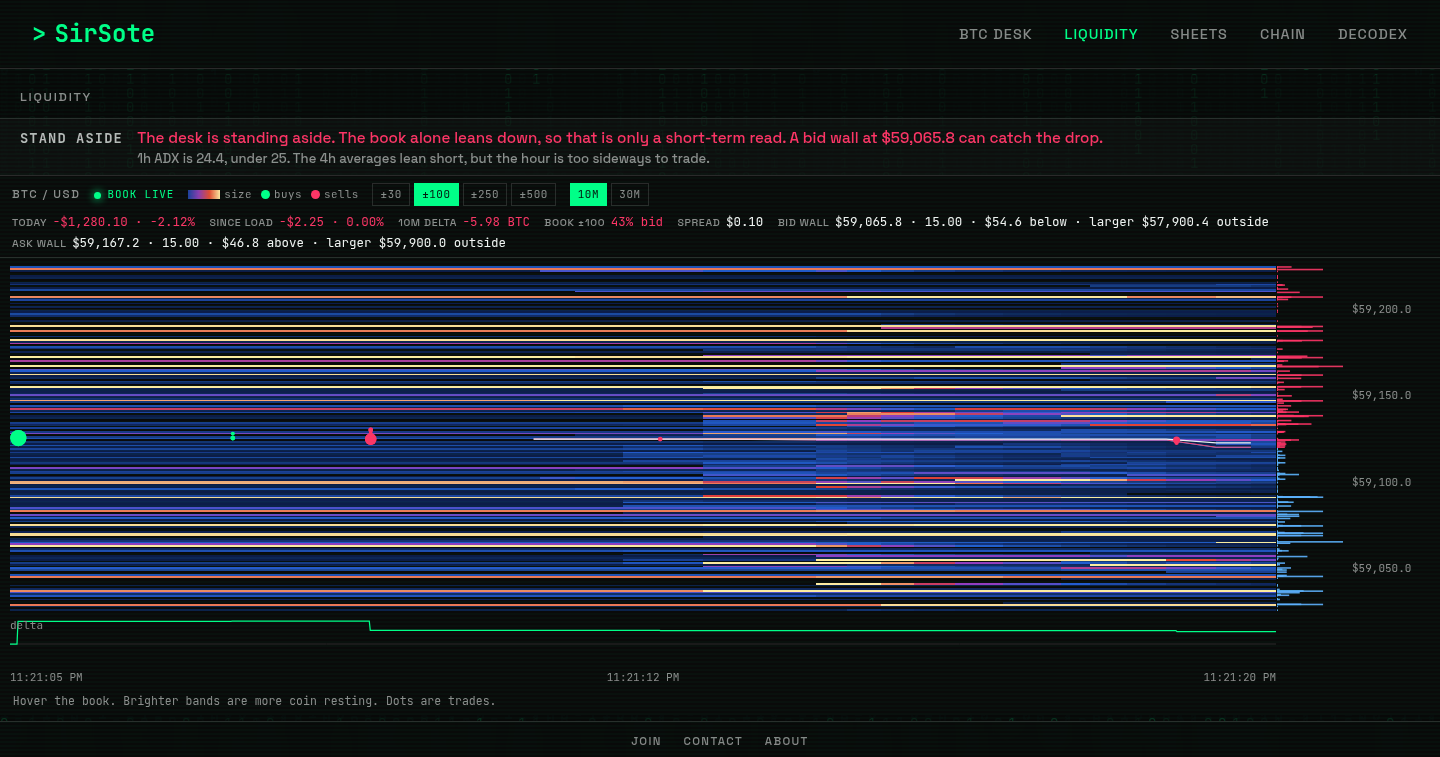 > SirSote
BTC DESK LIQUIDITY SHEETS CHAIN DECODEX
LIQUIDITY
STAND ASIDE The desk is standing aside. The book alone leans down, so that is only a short-term read. A bid wall at $59,065.8 can catch the drop.
1h ADX is 24.4, under 25. The 4h averages lean short, but the hour is too sideways to trade.
BTC / USD BOOK LIVE size buys sells ±30 ±100 ±250 ±500 10M 30M
TODAY -$1,280.10 · -2.12% SINCE LOAD -$2.25 · 0.00% 10M DELTA -5.98 BTC BOOK ±100 43% bid SPREAD $0.10 BID WALL $59,065.8 · 15.00 · $54.6 below · larger $57,900.4 outside
ASK WALL $59,167.2 · 15.00 · $46.8 above · larger $59,900.0 outside
$59,200.0
$59,150.0
$59,100.0
$59,050.0
delta
11:21:05 PM 11:21:12 PM 11:21:20 PM
Hover the book. Brighter bands are more coin resting. Dots are trades.
JOIN CONTACT ABOUT